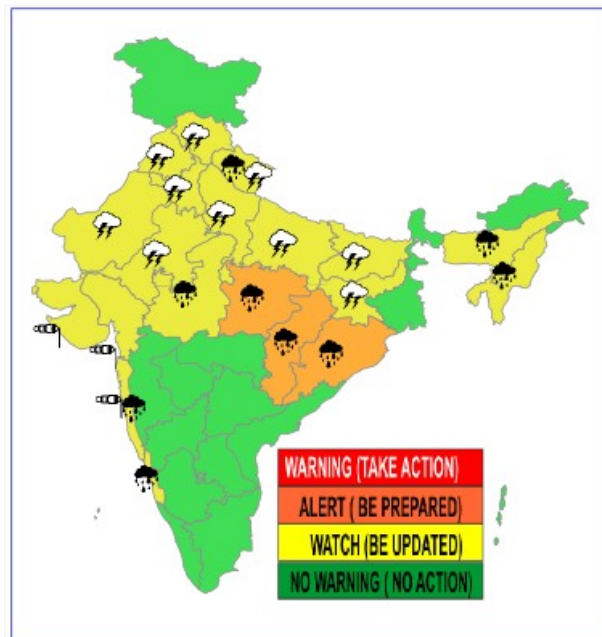 WARNING (TAKE ACTION)
ALERT ( BE PREPARED)
WATCH (BE UPDATED)
NO WARNING ( NO ACTION)